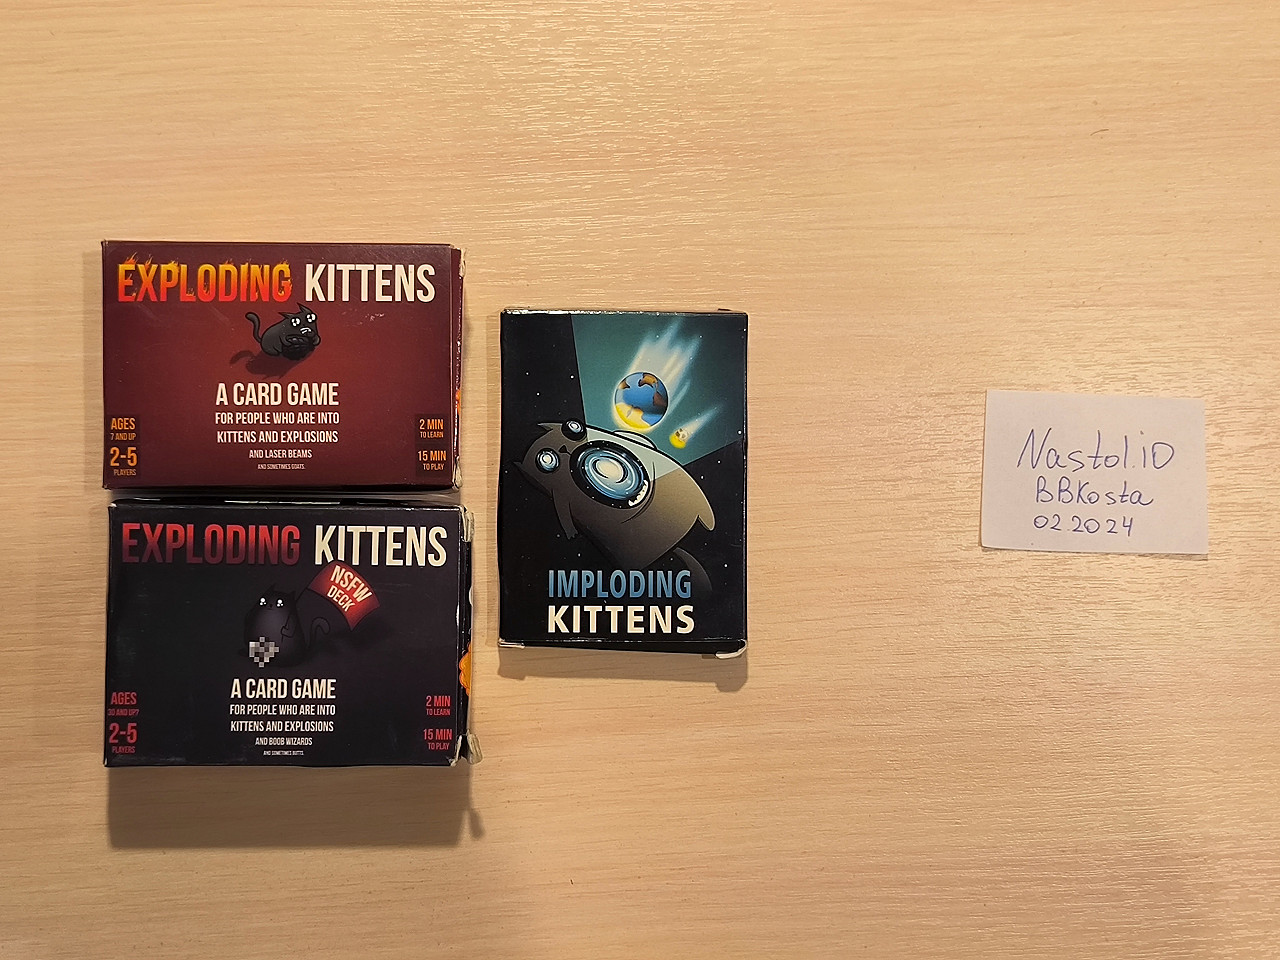 EXPLODING KITTENS
A CARD GAME
FOR PEOPLE WHO ARE INTO
KITTENS AND EXPLOSIONS
AND LASER BEAMS
AND SOMETIMES GOATS.
AGES
7 AND UP
2-5
PLAYERS
2 MIN
TO LEARN
15 MIN
TO PLAY
EXPLODING KITTENS
NSFW
DECK
A CARD GAME
FOR PEOPLE WHO ARE INTO
KITTENS AND EXPLOSIONS
AND BOOB WIZARDS
AND SOMETIMES BUTTS.
AGES
30 AND UP?
2-5
PLAYERS
2 MIN
TO LEARN
15 MIN
TO PLAY
IMPLODING
KITTENS
Nastol.iO
BBKosta
02.2024